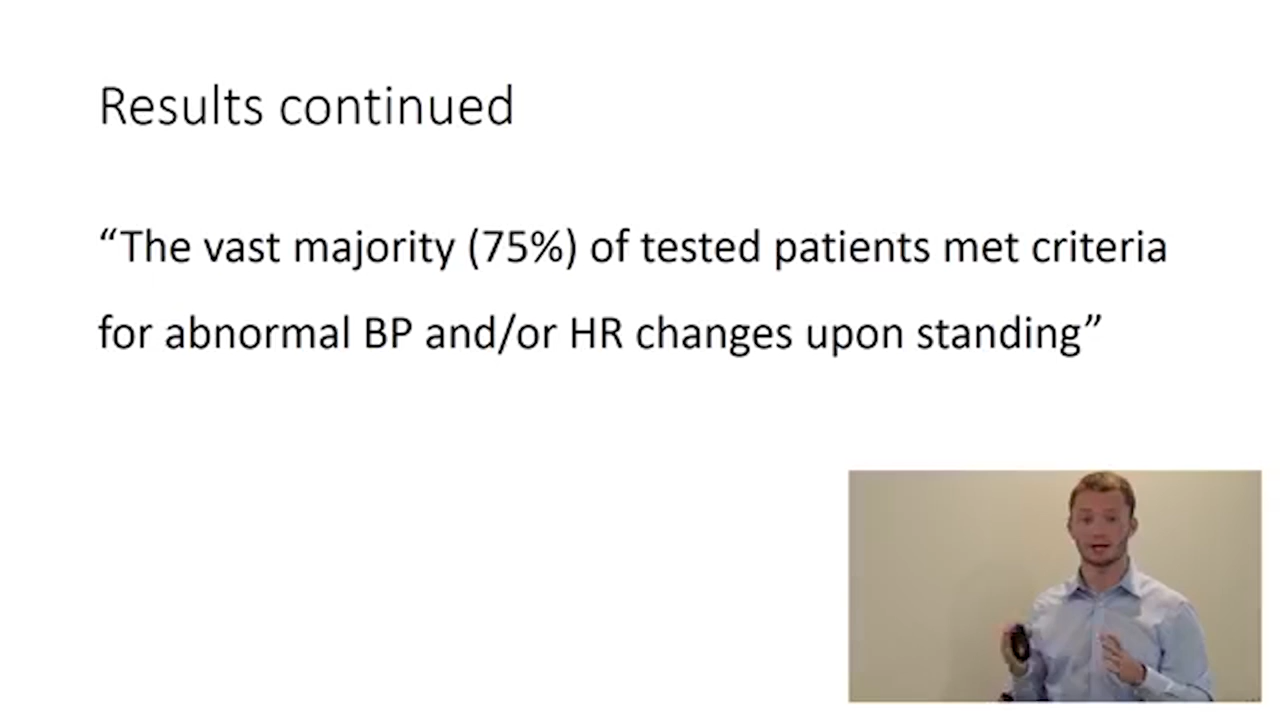 Results continued
“The vast majority (75%) of tested patients met criteria
for abnormal BP and/or HR changes upon standing”